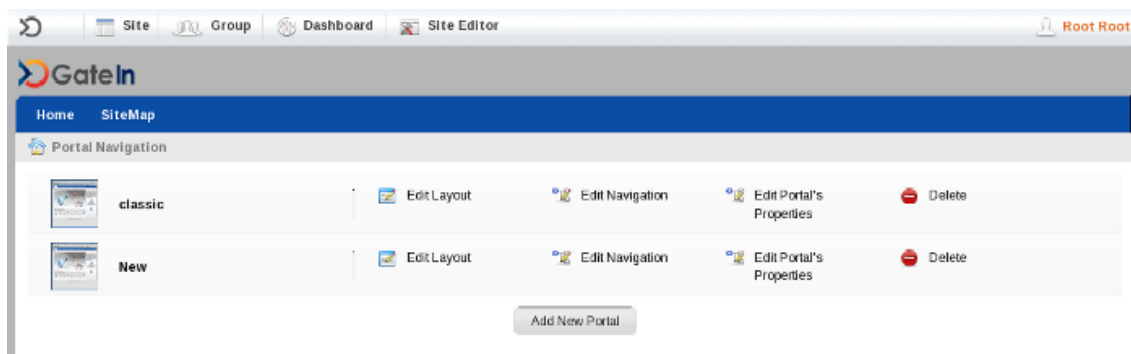 Site Group Dashboard Site Editor Root Root
GateIn
Home SiteMap
Portal Navigation
classic Edit Layout Edit Navigation Edit Portal's Properties Delete
New Edit Layout Edit Navigation Edit Portal's Properties Delete
Add New Portal